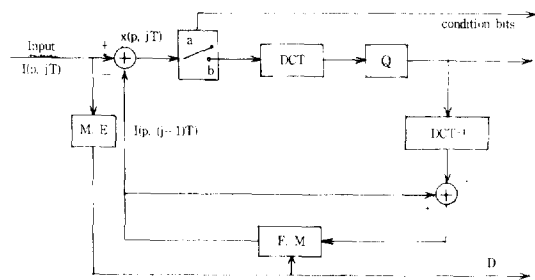 condition bits
x(p, jT)
Input
+
a
I(p, jT)
−
b
DCT
Q
M. E
I(p, (j−1)T)
DCT⁻¹
+
F. M
D